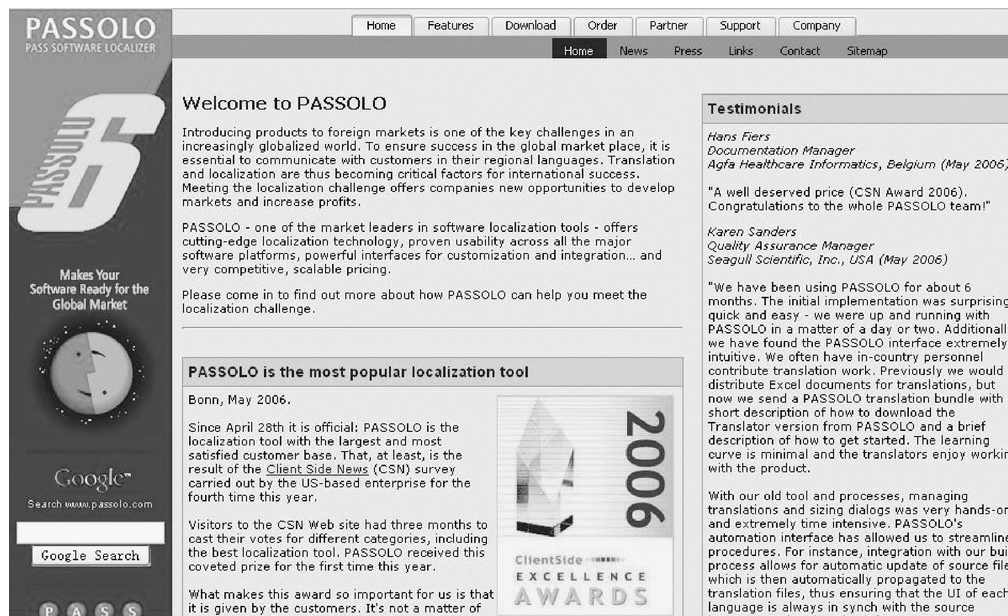 PASSOLO
PASS SOFTWARE LOCALIZER
Home Features Download Order Partner Support Company
Home News Press Links Contact Sitemap
PASSOLO
6
Makes Your
Software Ready for the
Global Market
Google™
Search www.passolo.com
Google Search
P A S S
Welcome to PASSOLO
Introducing products to foreign markets is one of the key challenges in an
increasingly globalized world. To ensure success in the global market place, it is
essential to communicate with customers in their regional languages. Translation
and localization are thus becoming critical factors for international success.
Meeting the localization challenge offers companies new opportunities to develop
markets and increase profits.
PASSOLO - one of the market leaders in software localization tools - offers
cutting-edge localization technology, proven usability across all the major
software platforms, powerful interfaces for customization and integration... and
very competitive, scalable pricing.
Please come in to find out more about how PASSOLO can help you meet the
localization challenge.
PASSOLO is the most popular localization tool
Bonn, May 2006.
Since April 28th it is official: PASSOLO is the
localization tool with the largest and most
satisfied customer base. That, at least, is the
result of the Client Side News (CSN) survey
carried out by the US-based enterprise for the
fourth time this year.
Visitors to the CSN Web site had three months to
cast their votes for different categories, including
the best localization tool. PASSOLO received this
coveted prize for the first time this year.
What makes this award so important for us is that
it is given by the customers. It's not a matter of
2006
ClientSide
EXCELLENCE
AWARDS
Testimonials
Hans Fiers
Documentation Manager
Agfa Healthcare Informatics, Belgium (May 2006)
"A well deserved price (CSN Award 2006).
Congratulations to the whole PASSOLO team!"
Karen Sanders
Quality Assurance Manager
Seagull Scientific, Inc., USA (May 2006)
"We have been using PASSOLO for about 6
months. The initial implementation was surprising
quick and easy - we were up and running with
PASSOLO in a matter of a day or two. Additionall
we have found the PASSOLO interface extremely
intuitive. We often have in-country personnel
contribute translation work. Previously we would
distribute Excel documents for translations, but
now we send a PASSOLO translation bundle with
short description of how to download the
Translator version from PASSOLO and a brief
description of how to get started. The learning
curve is minimal and the translators enjoy workin
with the product.
With our old tool and processes, managing
translations and sizing dialogs was very hands-on
and extremely time intensive. PASSOLO's
automation interface has allowed us to streamline
procedures. For instance, integration with our bui
process allows for automatic update of source file
which is then automatically propagated to the
translation files, thus ensuring that the UI of each
language is always in synch with the source